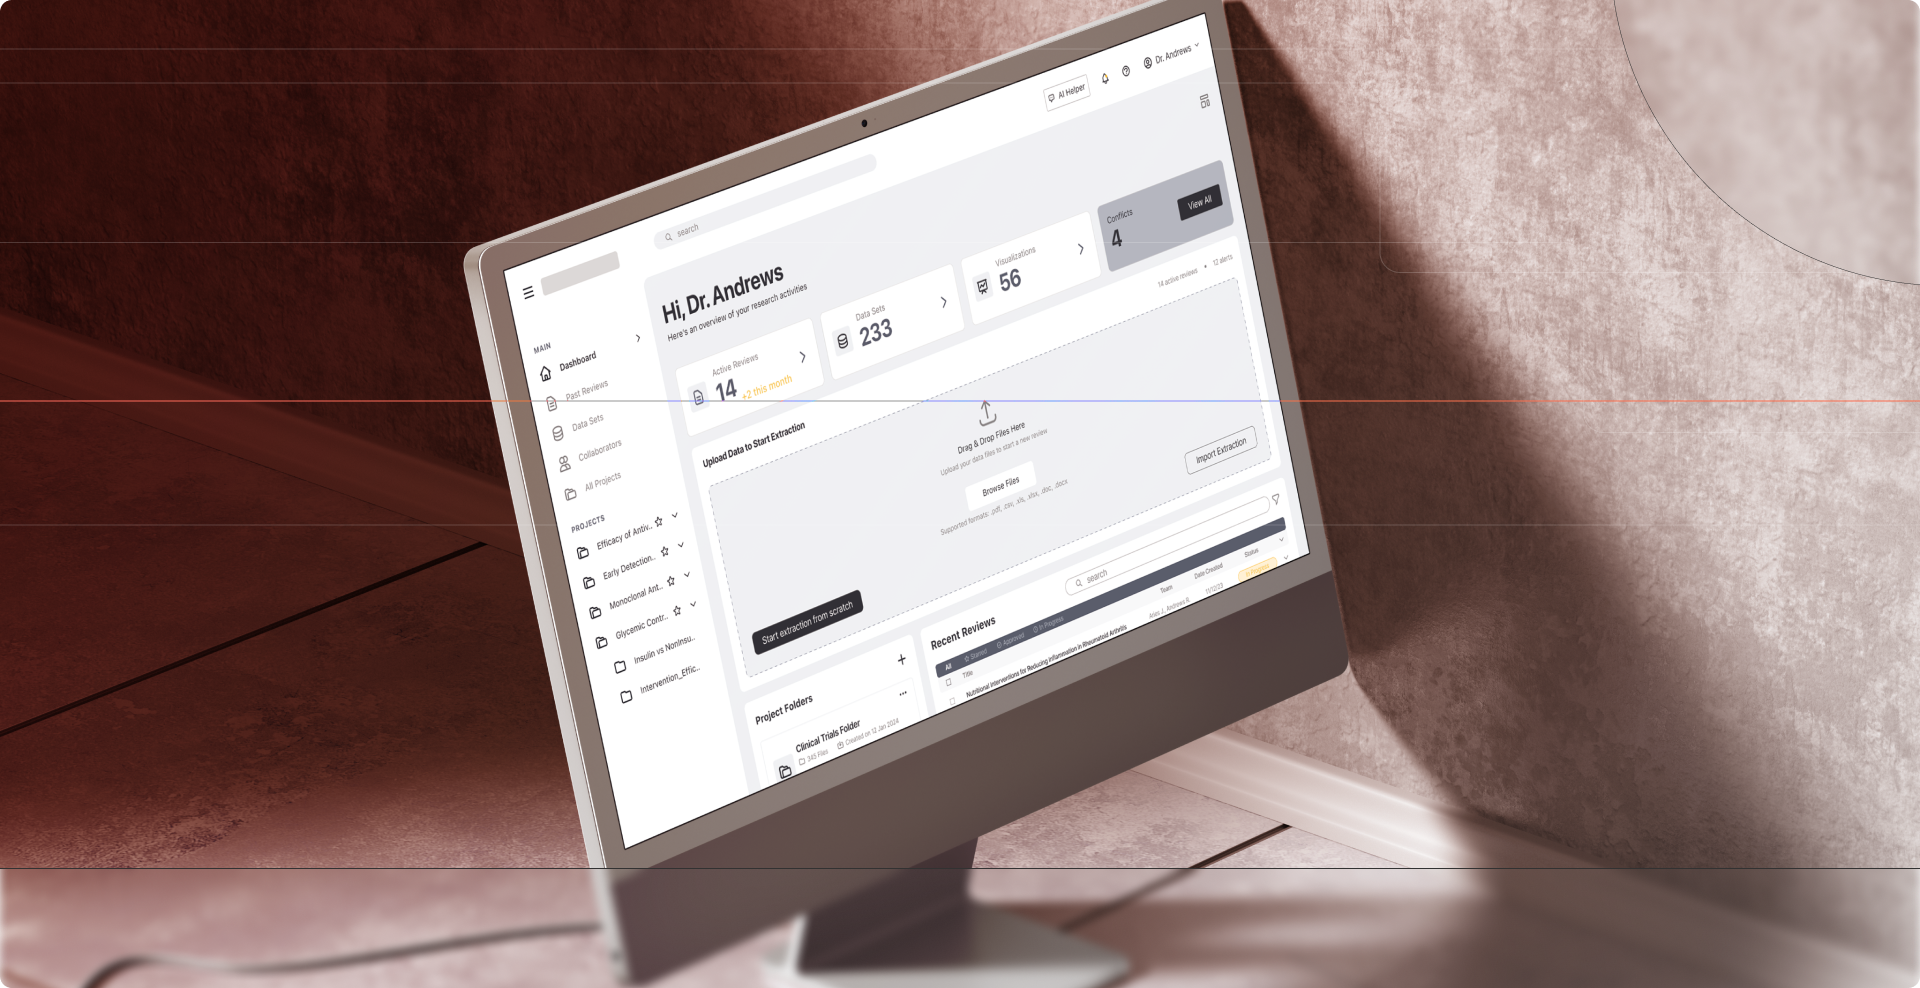 AI Helper
Dr. Andrews
search
Hi, Dr. Andrews
Here's an overview of your research activities
MAIN
Dashboard
Past Reviews
Data Sets
Collaborators
All Projects
PROJECTS
Efficacy of Antiv..
Early Detection..
Monoclonal Ant..
Glycemic Contr..
Insulin vs NonInsu..
Intervention_Effic..
Active Reviews
14
+2 this month
Data Sets
233
Visualizations
56
Conflicts
4
View All
14 active reviews • 12 alerts
Upload Data to Start Extraction
Drag & Drop Files Here
Upload your data files to start a new review
Browse Files
Supported formats: .pdf, .csv, .xls, .xlsx, .doc, .docx
Import Extraction
Start extraction from scratch
Project Folders
Clinical Trials Folder
345 Files
Created on 12 Jan 2024
Recent Reviews
search
All
Starred
Approved
In Progress
Title
Team
Date Created
Status
Nutritional Interventions for Reducing Inflammation in Rheumatoid Arthritis
Aries J, Andrews R,
11/12/23
In Progress